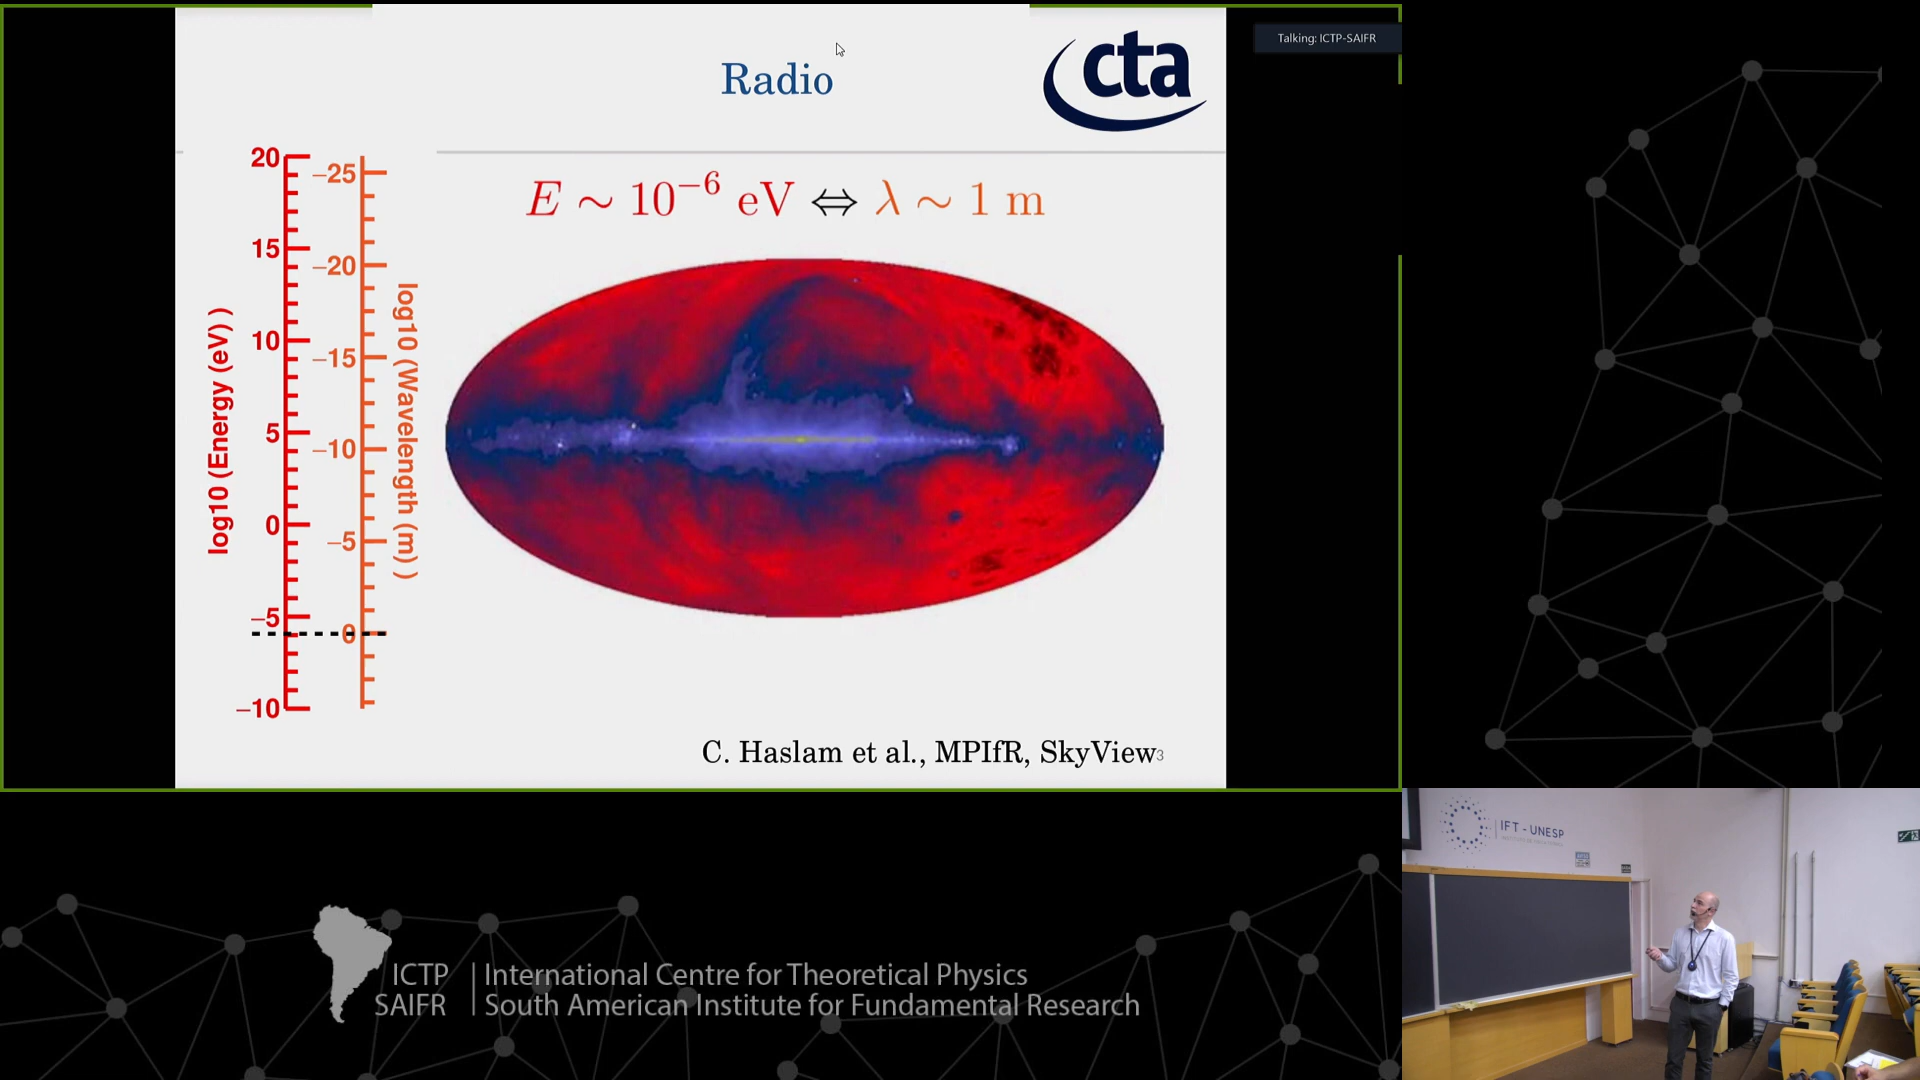 Radio
cta
Talking: ICTP-SAIFR
E ∼ 10⁻⁶ eV ⇔ λ ∼ 1 m
log10 (Energy (eV) )
20
15
10
5
0
−5
−10
log10 (Wavelength (m) )
−25
−20
−15
−10
−5
0
C. Haslam et al., MPIfR, SkyView
3
IFT - UNESP
ICTP | International Centre for Theoretical Physics
SAIFR | South American Institute for Fundamental Research